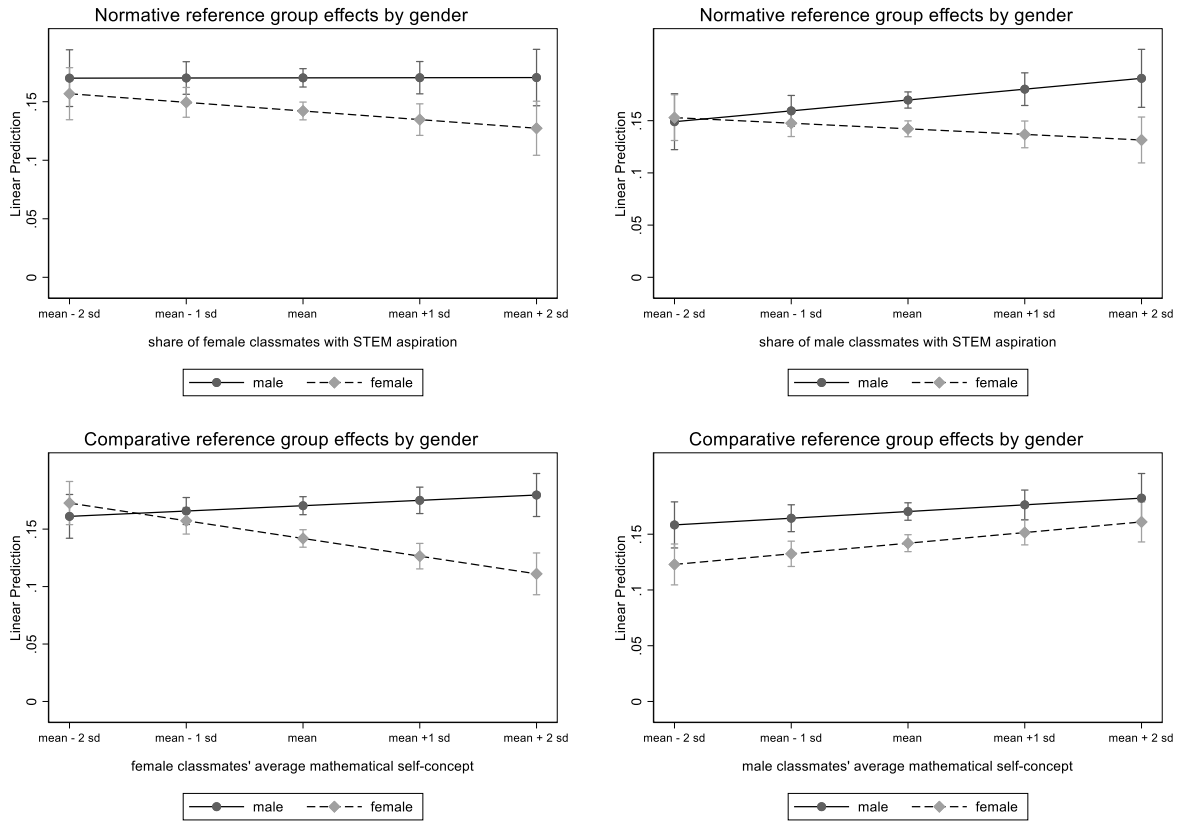 Normative reference group effects by gender
Linear Prediction
.15
.1
.05
0
mean - 2 sd mean - 1 sd mean mean +1 sd mean + 2 sd
share of female classmates with STEM aspiration
male female
Normative reference group effects by gender
Linear Prediction
.15
.1
.05
0
mean - 2 sd mean - 1 sd mean mean +1 sd mean + 2 sd
share of male classmates with STEM aspiration
male female
Comparative reference group effects by gender
Linear Prediction
.15
.1
.05
0
mean - 2 sd mean - 1 sd mean mean +1 sd mean + 2 sd
female classmates' average mathematical self-concept
male female
Comparative reference group effects by gender
Linear Prediction
.15
.1
.05
0
mean - 2 sd mean - 1 sd mean mean +1 sd mean + 2 sd
male classmates' average mathematical self-concept
male female